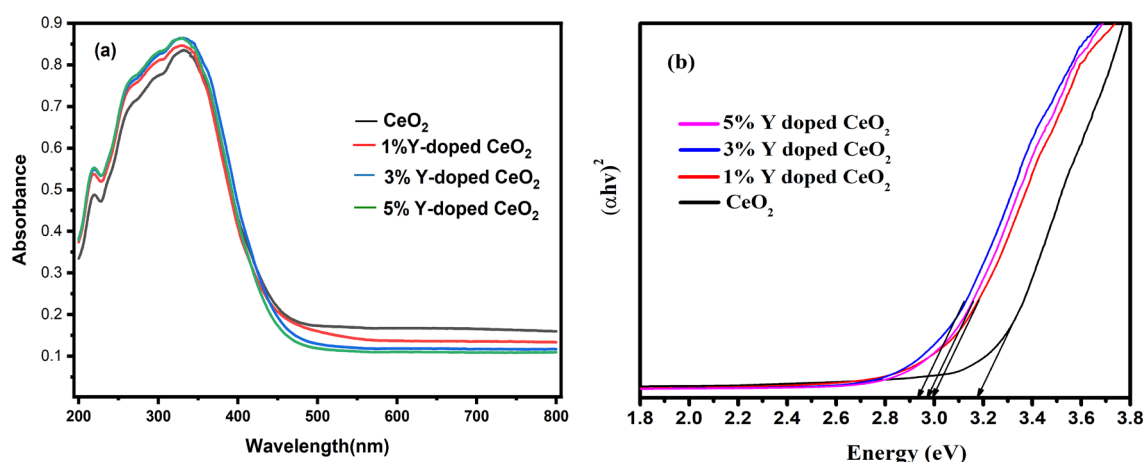 (a)
CeO₂
1%Y-doped CeO₂
3% Y-doped CeO₂
5% Y-doped CeO₂
Absorbance
0.9
0.8
0.7
0.6
0.5
0.4
0.3
0.2
0.1
200 300 400 500 600 700 800
Wavelength(nm)
(b)
5% Y doped CeO₂
3% Y doped CeO₂
1% Y doped CeO₂
CeO₂
(αhν)²
1.8 2.0 2.2 2.4 2.6 2.8 3.0 3.2 3.4 3.6 3.8
Energy (eV)